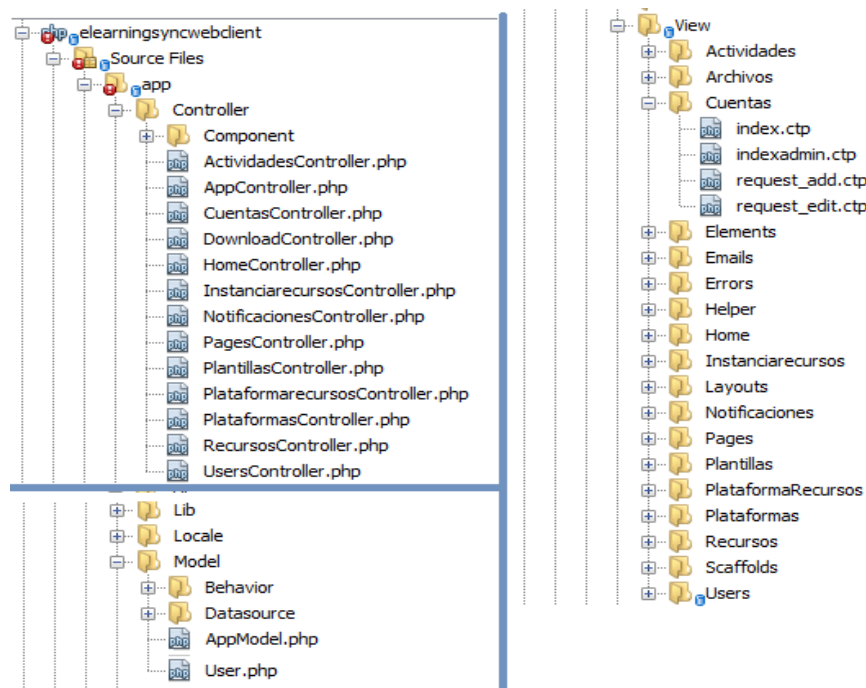 elearningsyncwebclient
Source Files
app
Controller
Component
ActividadesController.php
AppController.php
CuentasController.php
DownloadController.php
HomeController.php
InstanciarecursosController.php
NotificacionesController.php
PagesController.php
PlantillasController.php
PlataformarecursosController.php
PlataformasController.php
RecursosController.php
UsersController.php
Lib
Locale
Model
Behavior
Datasource
AppModel.php
User.php
View
Actividades
Archivos
Cuentas
index.ctp
indexadmin.ctp
request_add.ctp
request_edit.ctp
Elements
Emails
Errors
Helper
Home
Instanciarecursos
Layouts
Notificaciones
Pages
Plantillas
PlataformaRecursos
Plataformas
Recursos
Scaffolds
Users